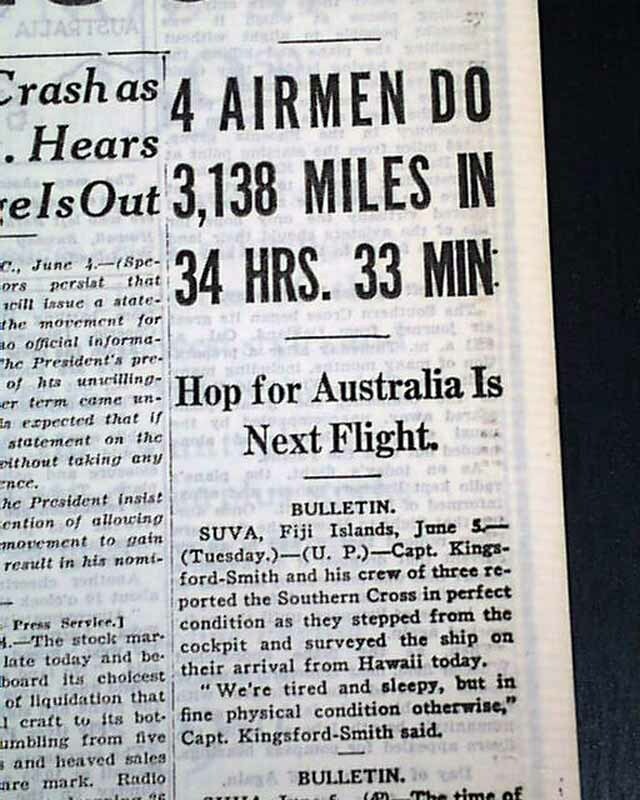 Crash as
. Hears
ge Is Out
C., June 4.—(Spe-
ors persist that
will issue a state-
the movement for
no official informa-
The President's pre-
of his unwilling-
er term came un-
is expected that if
statement on the
without taking any
ence.
he President insist
ention of allowing
movement to gain
result in his nomi-
Press Service.]
4.—The stock mar-
late today and be-
board its choicest
of liquidation that
l craft to its bot-
umbling from five
s and heaved sales
are mark. Radio
4 AIRMEN DO
3,138 MILES IN
34 HRS. 33 MIN.
Hop for Australia Is
Next Flight.
BULLETIN.
SUVA, Fiji Islands, June 5.—
(Tuesday.)—(U. P.)—Capt. Kings-
ford-Smith and his crew of three re-
ported the Southern Cross in perfect
condition as they stepped from the
cockpit and surveyed the ship on
their arrival from Hawaii today.
"We're tired and sleepy, but in
fine physical condition otherwise,"
Capt. Kingsford-Smith said.
BULLETIN.
SUVA, June 5. (AP) The time of